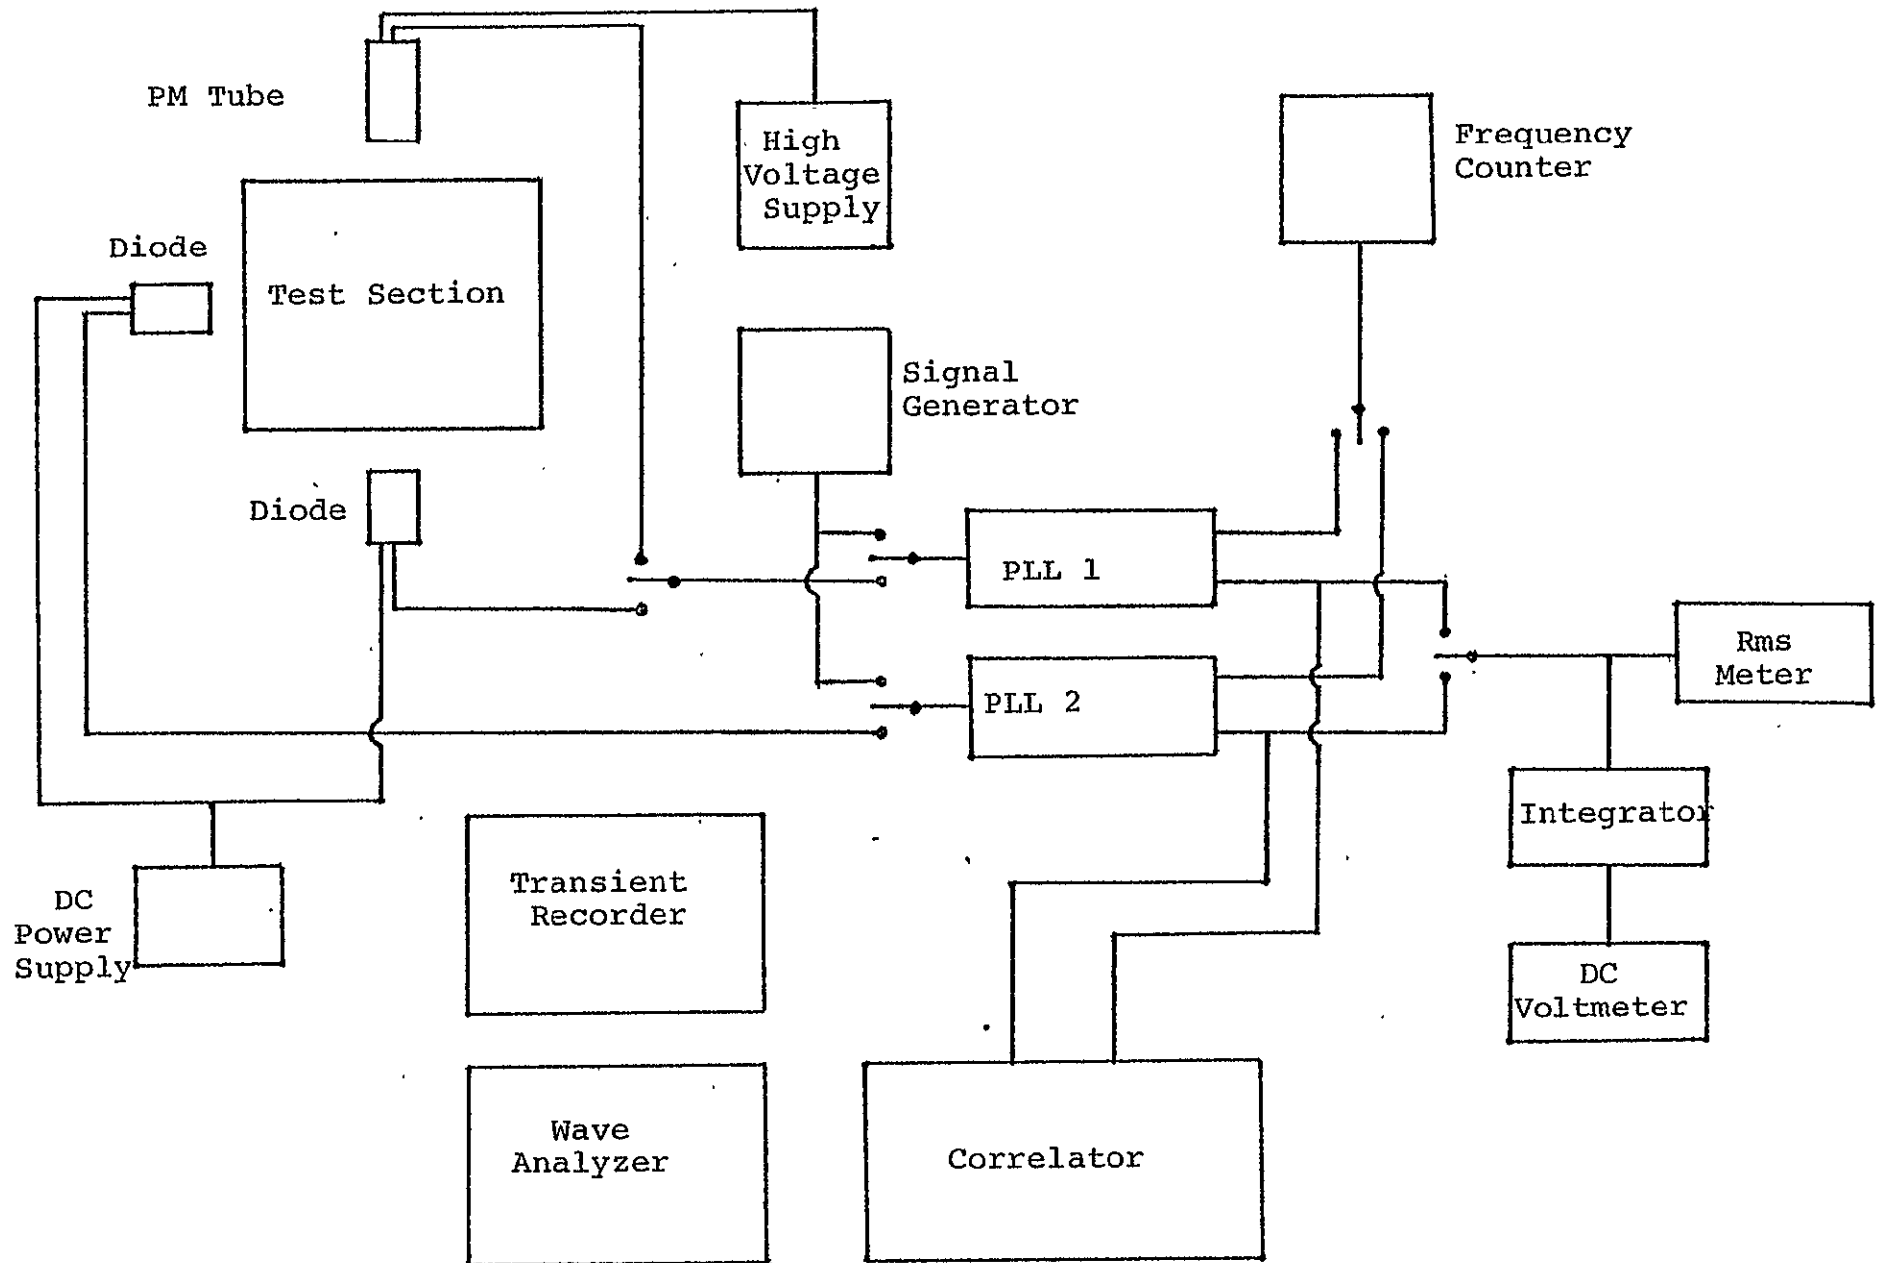 PM Tube
High
Voltage
Supply
Frequency
Counter
Diode
Test Section
Signal
Generator
Diode
PLL 1
Rms
Meter
PLL 2
Integrator
Transient
Recorder
DC
Power
Supply
DC
Voltmeter
Wave
Analyzer
Correlator